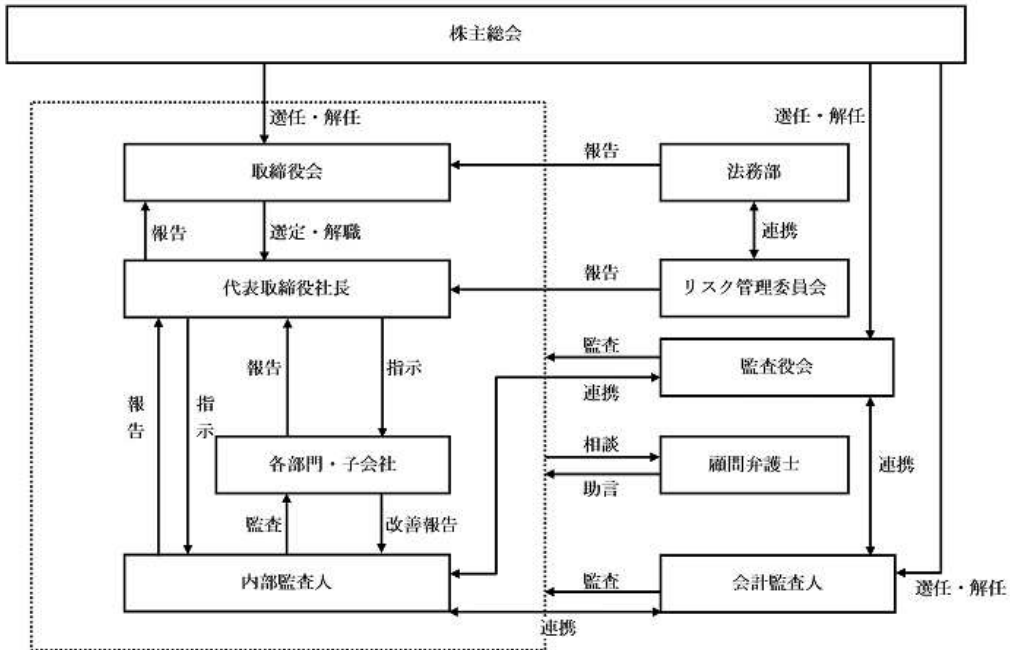 株主総会
選任・解任
選任・解任
取締役会
報告
法務部
報告
選定・解職
連携
代表取締役社長
報告
リスク管理委員会
監査
監査役会
報告
指示
連携
報
告
指
示
各部門・子会社
相談
顧問弁護士
連携
助言
監査
改善報告
内部監査人
監査
会計監査人
選任・解任
連携